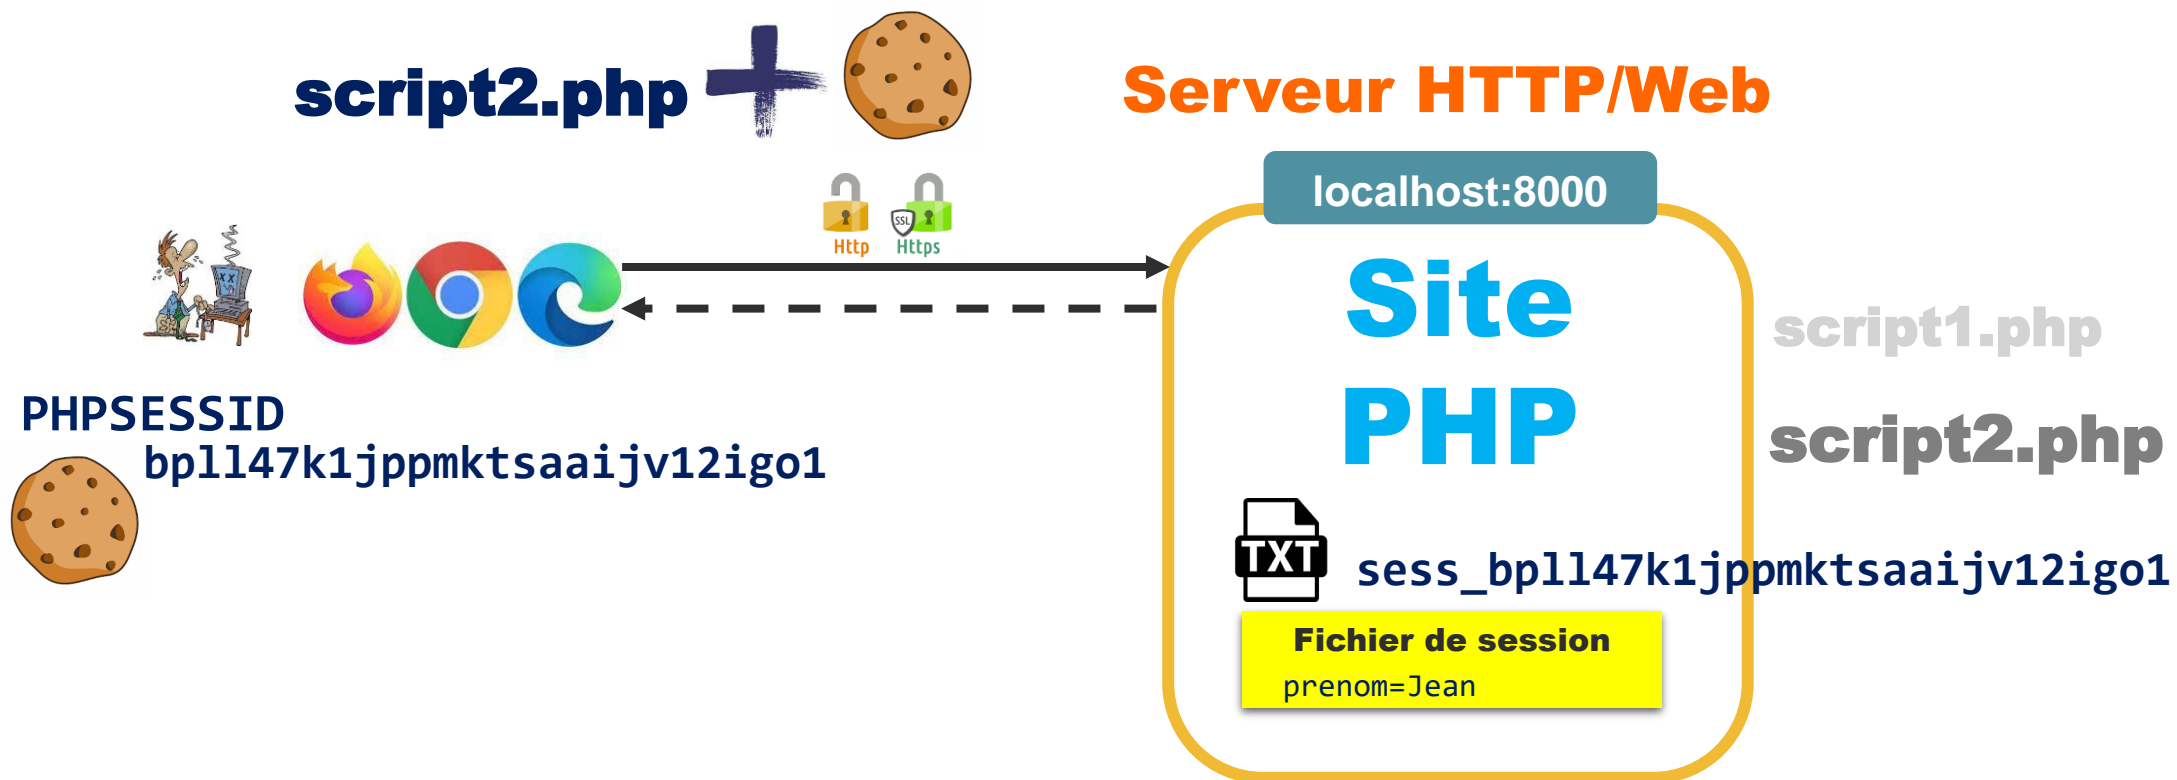 script2.php
Serveur HTTP/Web
localhost:8000
Http
SSL
Https
Site
PHP
script1.php
script2.php
PHPSESSID
bpll47k1jppmktsaaijv12igo1
TXT
sess_bpll47k1jppmktsaaijv12igo1
Fichier de session
prenom=Jean